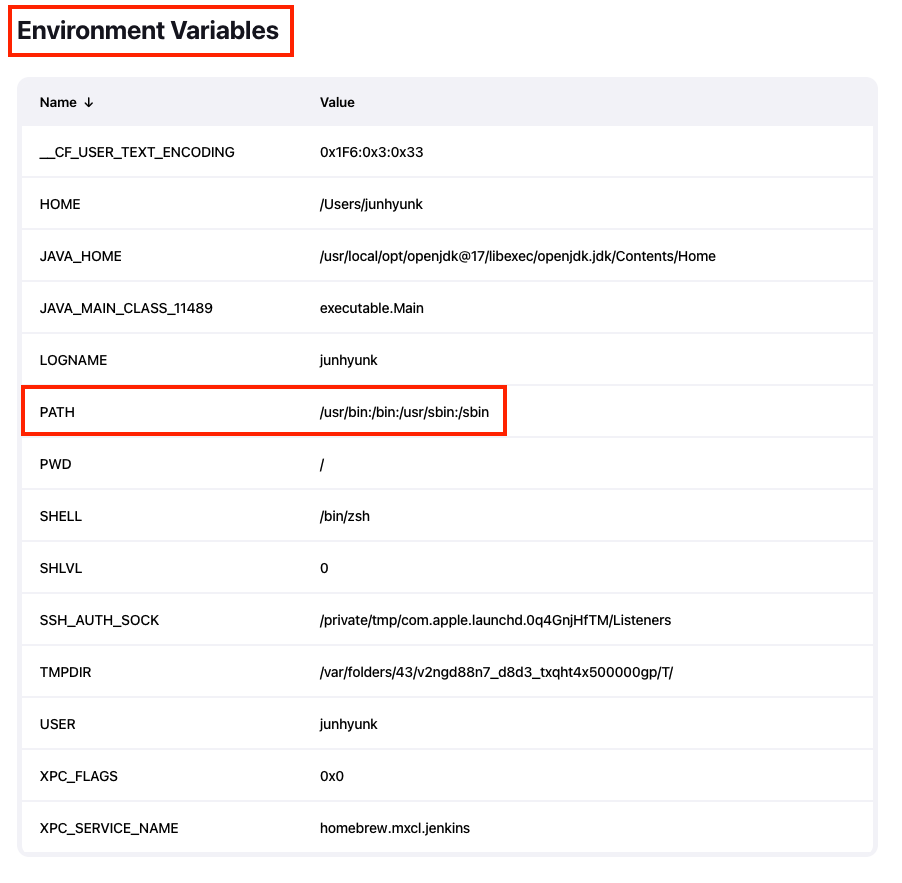 Environment Variables
Name ↓ Value
__CF_USER_TEXT_ENCODING 0x1F6:0x3:0x33
HOME /Users/junhyunk
JAVA_HOME /usr/local/opt/openjdk@17/libexec/openjdk.jdk/Contents/Home
JAVA_MAIN_CLASS_11489 executable.Main
LOGNAME junhyunk
PATH /usr/bin:/bin:/usr/sbin:/sbin
PWD /
SHELL /bin/zsh
SHLVL 0
SSH_AUTH_SOCK /private/tmp/com.apple.launchd.0q4GnjHfTM/Listeners
TMPDIR /var/folders/43/v2ngd88n7_d8d3_txqht4x500000gp/T/
USER junhyunk
XPC_FLAGS 0x0
XPC_SERVICE_NAME homebrew.mxcl.jenkins